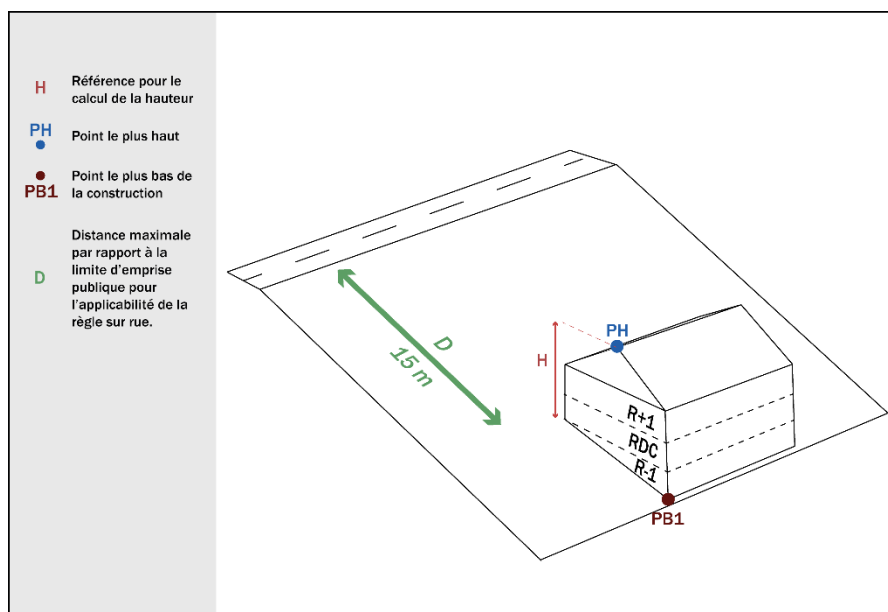 H
Référence pour le
calcul de la hauteur
PH
Point le plus haut
PB1
Point le plus bas de
la construction
D
Distance maximale
par rapport à la
limite d'emprise
publique pour
l'applicabilité de la
règle sur rue.
D
15 m
PH
H
R+1
RDC
R-1
PB1